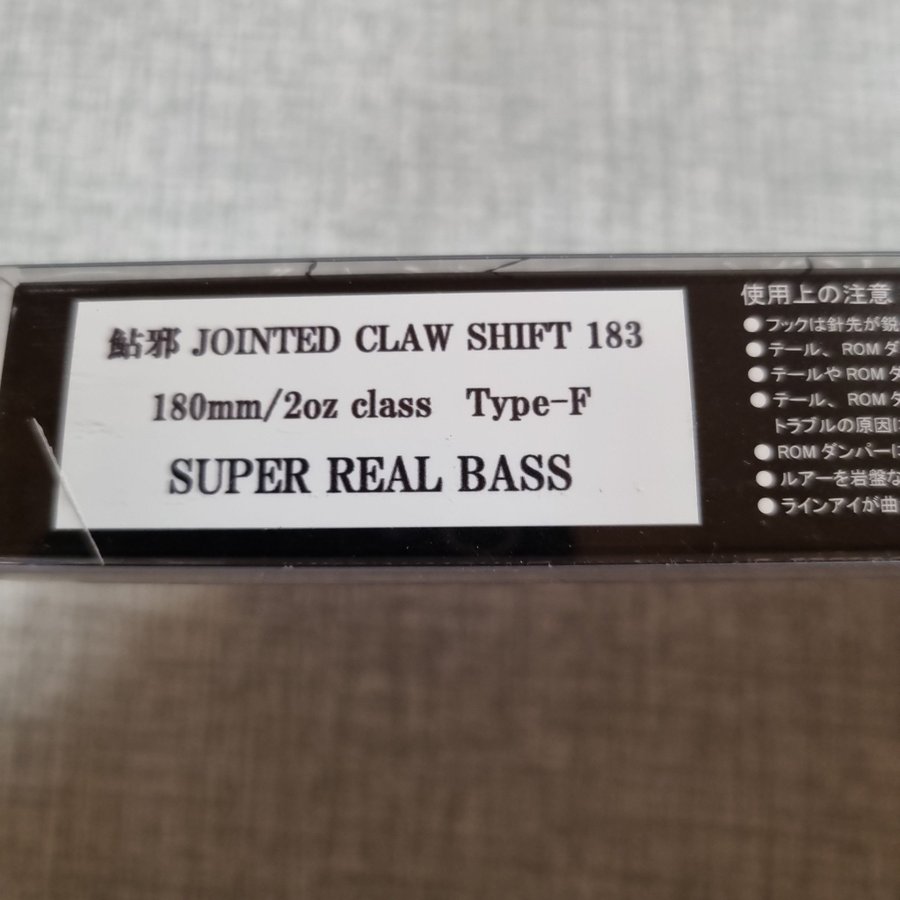 鮎邪 JOINTED CLAW SHIFT 183
180mm/2oz class Type-F
SUPER REAL BASS
使用上の注意
●フックは針先が鋭
●テール、ROMダ
●テールやROMダ
●テール、ROMダ
トラブルの原因に
●ROMダンパーに
●ルアーを岩盤な
●ラインアイが曲